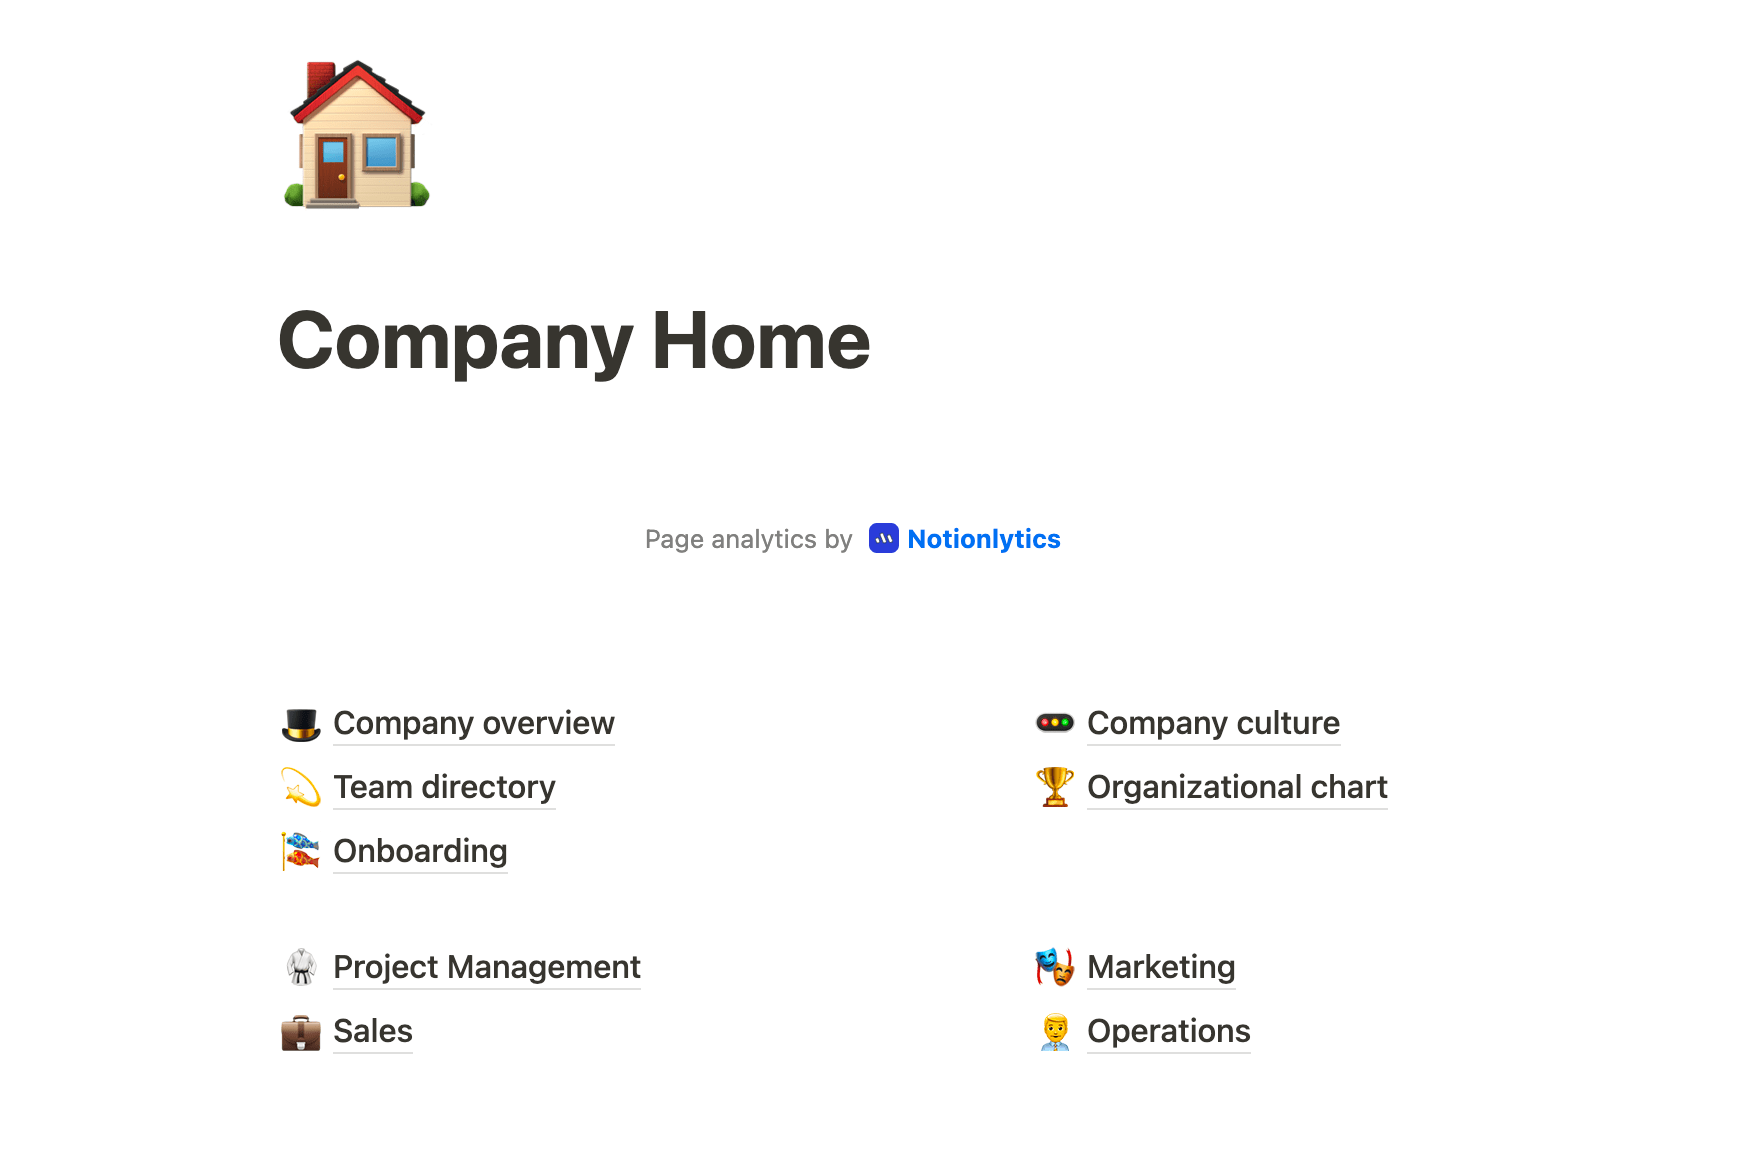 Company Home
Page analytics by Notionlytics
Company overview
Team directory
Onboarding
Company culture
Organizational chart
Project Management
Sales
Marketing
Operations